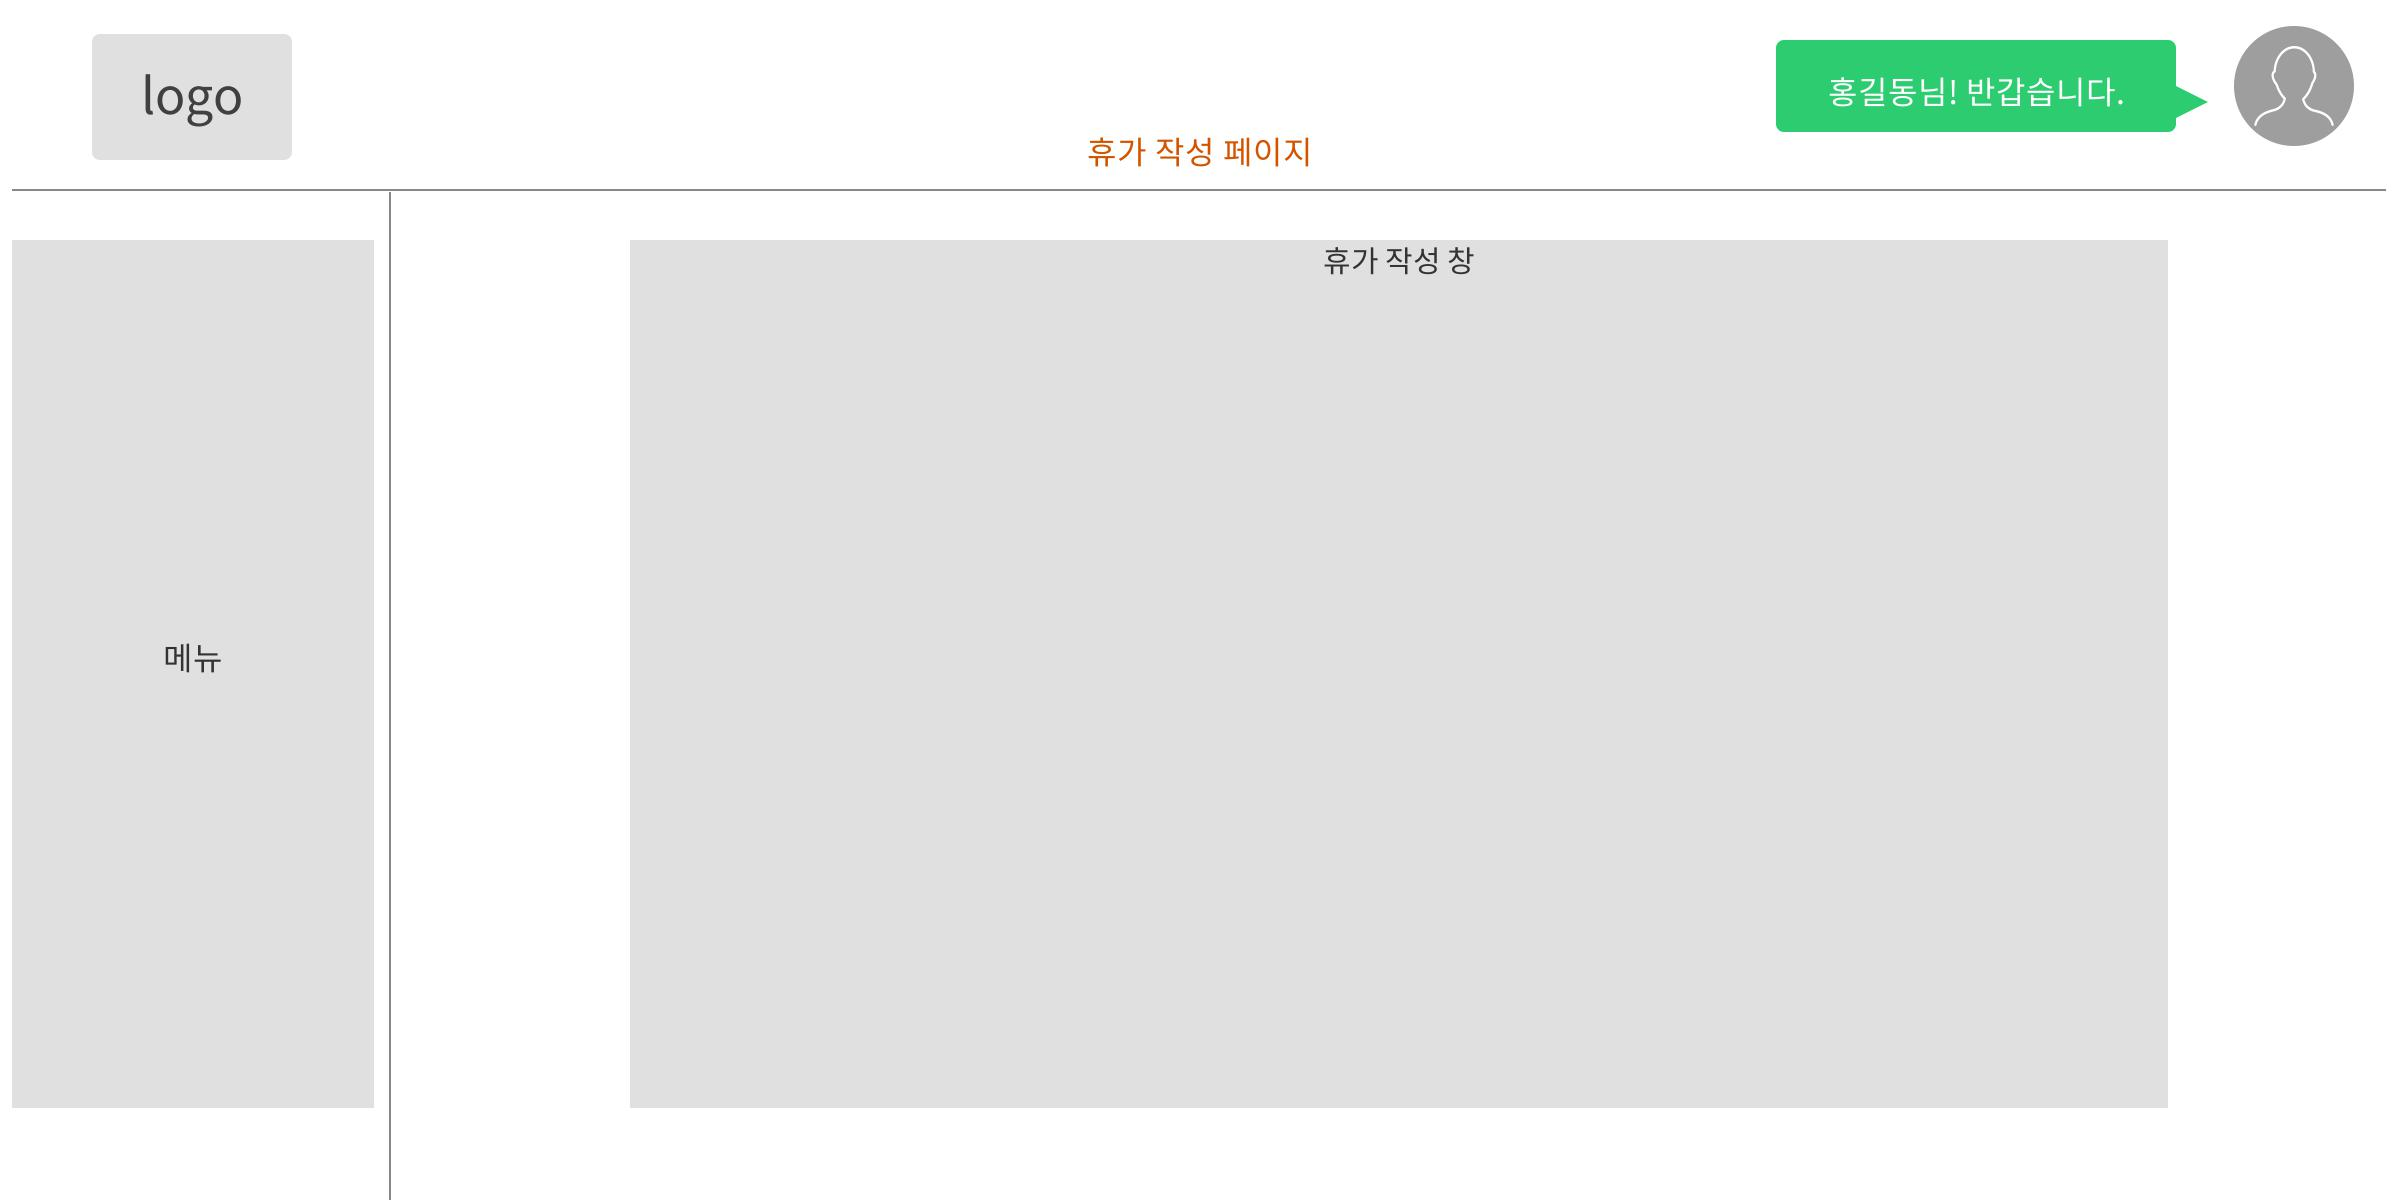 logo
홍길동님! 반갑습니다.
휴가 작성 페이지
휴가 작성 창
메뉴